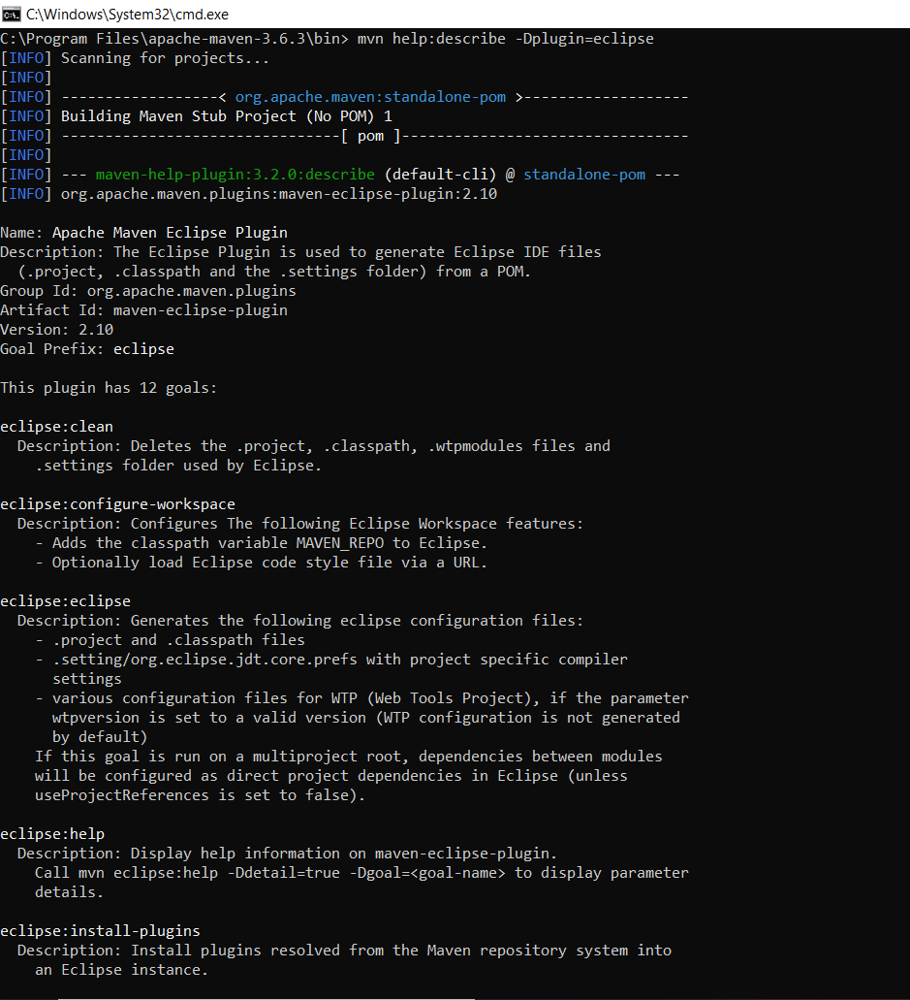 C:\Windows\System32\cmd.exe
C:\Program Files\apache-maven-3.6.3\bin> mvn help:describe -Dplugin=eclipse
[INFO] Scanning for projects...
[INFO]
[INFO] ------------------< org.apache.maven:standalone-pom >-------------------
[INFO] Building Maven Stub Project (No POM) 1
[INFO] --------------------------------[ pom ]---------------------------------
[INFO]
[INFO] --- maven-help-plugin:3.2.0:describe (default-cli) @ standalone-pom ---
[INFO] org.apache.maven.plugins:maven-eclipse-plugin:2.10
Name: Apache Maven Eclipse Plugin
Description: The Eclipse Plugin is used to generate Eclipse IDE files
(.project, .classpath and the .settings folder) from a POM.
Group Id: org.apache.maven.plugins
Artifact Id: maven-eclipse-plugin
Version: 2.10
Goal Prefix: eclipse
This plugin has 12 goals:
eclipse:clean
Description: Deletes the .project, .classpath, .wtpmodules files and
.settings folder used by Eclipse.
eclipse:configure-workspace
Description: Configures The following Eclipse Workspace features:
- Adds the classpath variable MAVEN_REPO to Eclipse.
- Optionally load Eclipse code style file via a URL.
eclipse:eclipse
Description: Generates the following eclipse configuration files:
- .project and .classpath files
- .setting/org.eclipse.jdt.core.prefs with project specific compiler
settings
- various configuration files for WTP (Web Tools Project), if the parameter
wtpversion is set to a valid version (WTP configuration is not generated
by default)
If this goal is run on a multiproject root, dependencies between modules
will be configured as direct project dependencies in Eclipse (unless
useProjectReferences is set to false).
eclipse:help
Description: Display help information on maven-eclipse-plugin.
Call mvn eclipse:help -Ddetail=true -Dgoal=<goal-name> to display parameter
details.
eclipse:install-plugins
Description: Install plugins resolved from the Maven repository system into
an Eclipse instance.